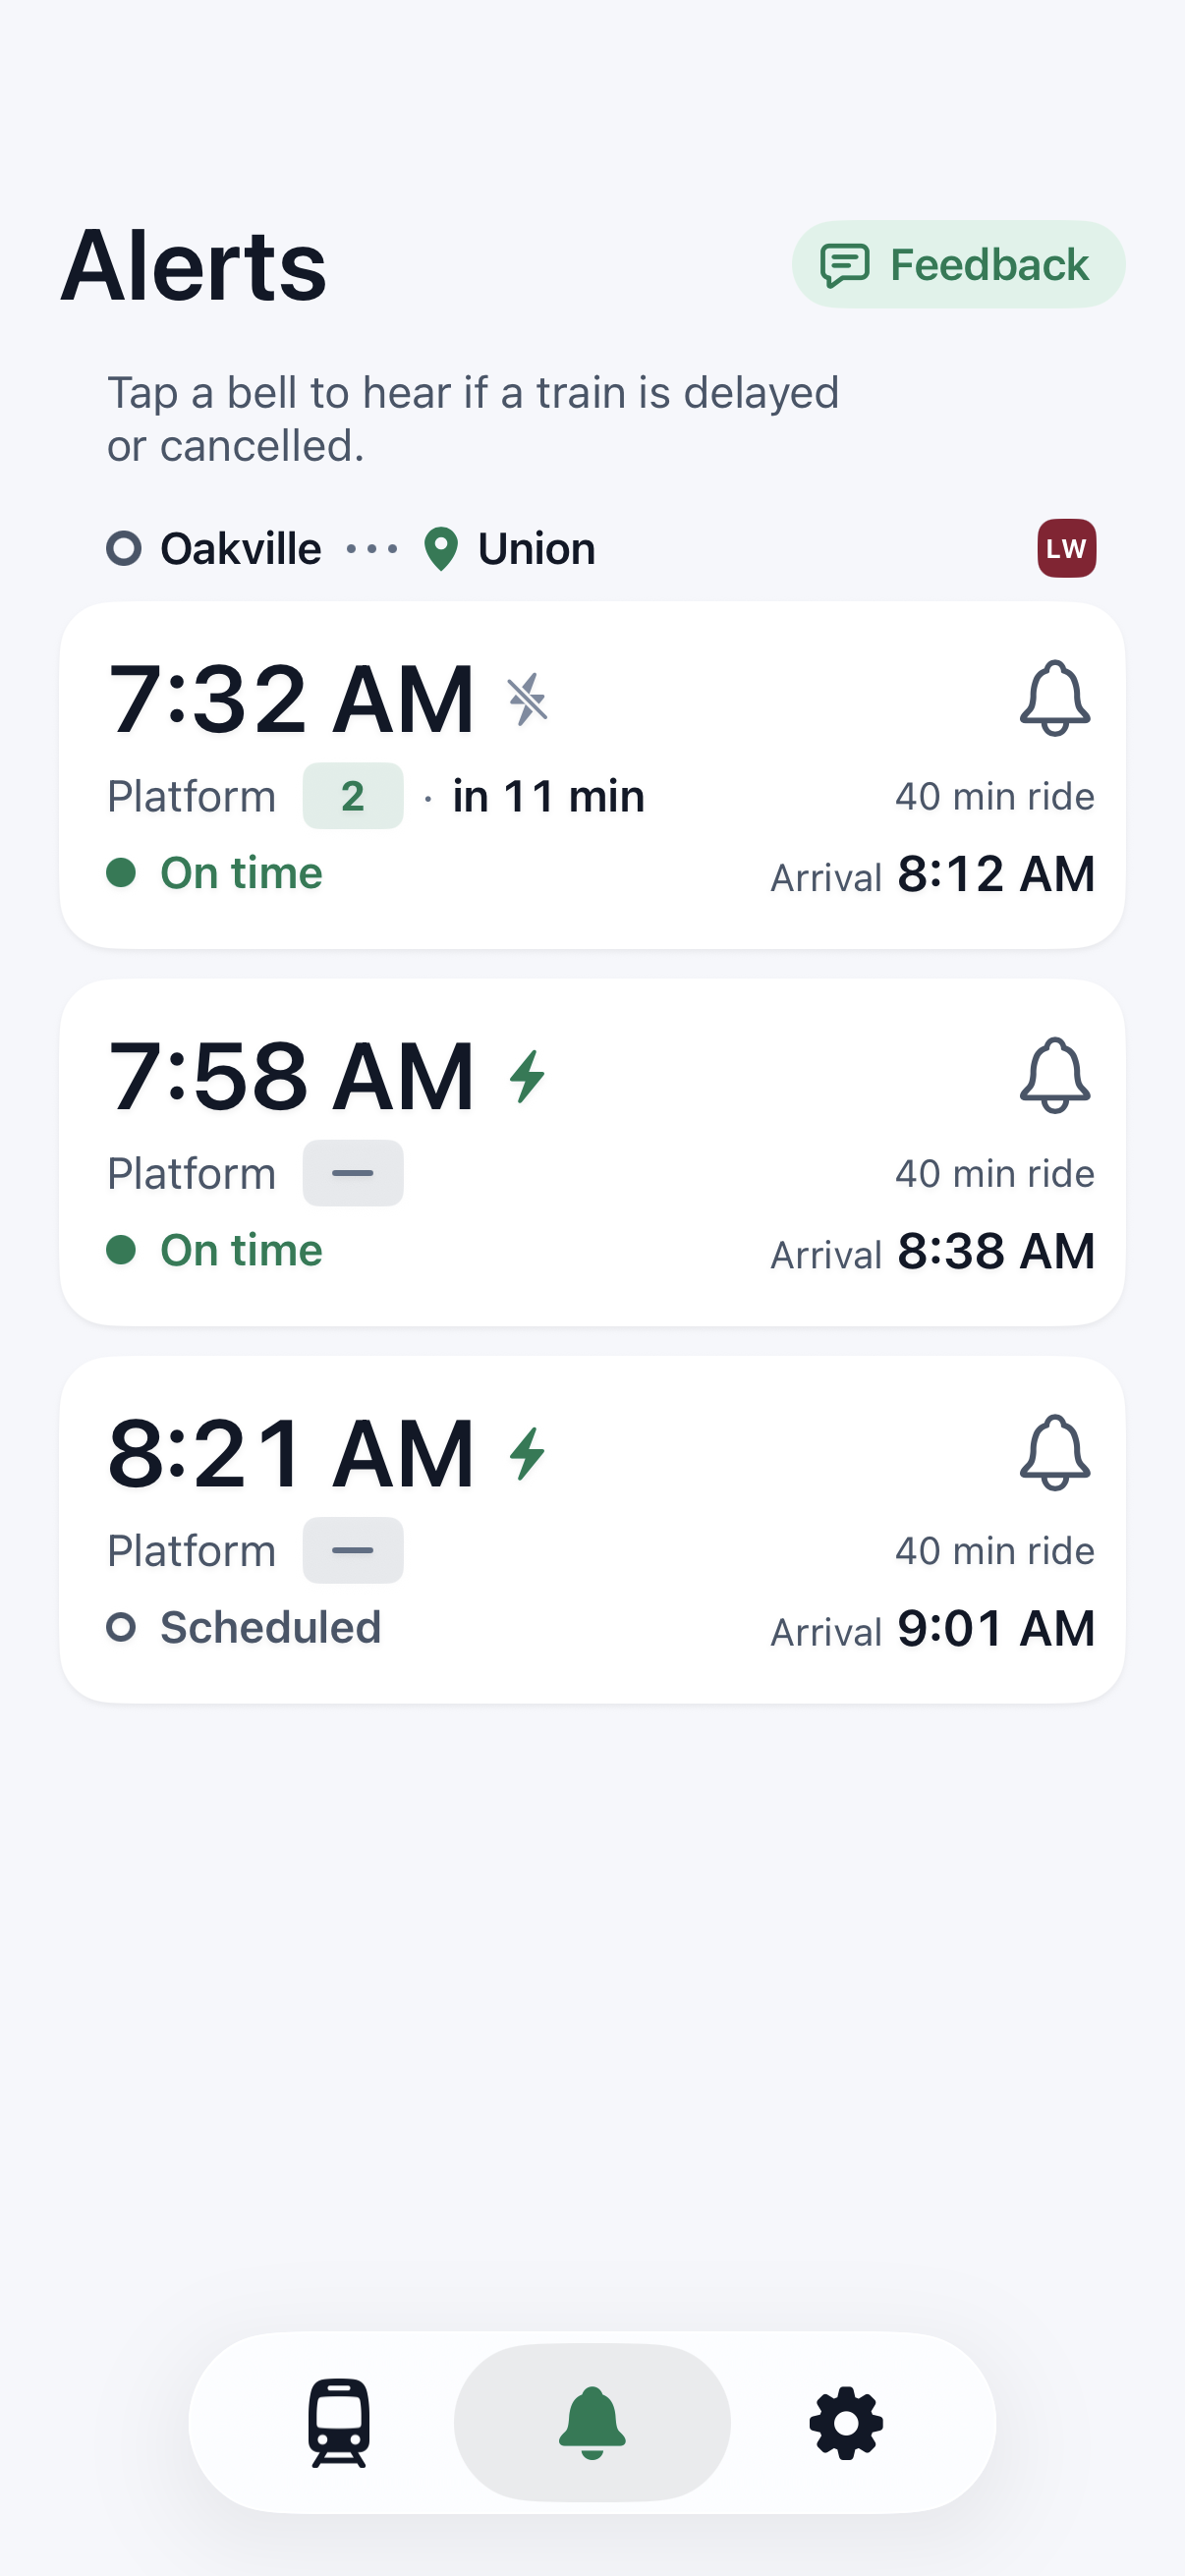 Alerts
Feedback
Tap a bell to hear if a train is delayed
or cancelled.
Oakville ··· Union
LW
7:32 AM
Platform 2 · in 11 min
40 min ride
On time
Arrival 8:12 AM
7:58 AM
Platform —
40 min ride
On time
Arrival 8:38 AM
8:21 AM
Platform —
40 min ride
Scheduled
Arrival 9:01 AM